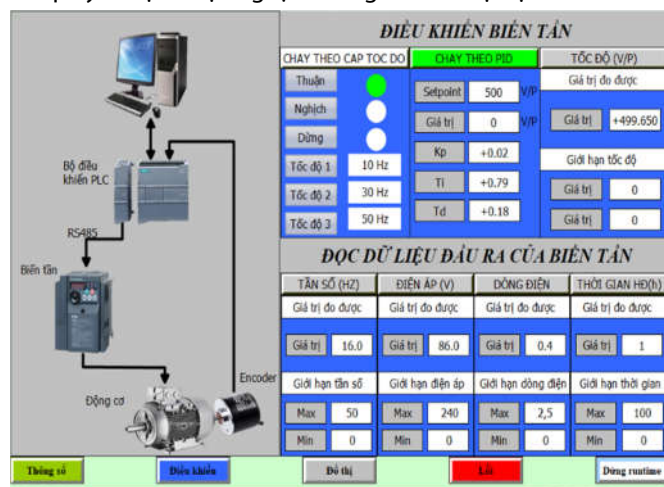 ĐIỀU KHIỂN BIẾN TẦN
CHAY THEO CAP TOC DO
CHAY THEO PID
TỐC ĐỘ (V/P)
Thuận
Nghịch
Dừng
Tốc độ 1 10 Hz
Tốc độ 2 30 Hz
Tốc độ 3 50 Hz
Setpoint 500 V/P
Giá trị 0 V/P
Kp +0.02
Ti +0.79
Td +0.18
Giá trị đo được
Giá trị +499.650
Giới hạn tốc độ
Giá trị 0
Giá trị 0
Bộ điều
khiển PLC
RS485
Biến tần
Động cơ
Encoder
ĐỌC DỮ LIỆU ĐẦU RA CỦA BIẾN TẦN
TẦN SỐ (HZ) ĐIỆN ÁP (V) DÒNG ĐIỆN THỜI GIAN HĐ(h)
Giá trị đo được Giá trị đo được Giá trị đo được Giá trị đo được
Giá trị 16.0 Giá trị 86.0 Giá trị 0.4 Giá trị 1
Giới hạn tần số Giới hạn điện áp Giới hạn dòng điện Giới hạn thời gian
Max 50 Max 240 Max 2,5 Max 100
Min 0 Min 0 Min 0 Min 0
Thông số Điều khiển Đồ thị Lỗi Dừng runtime